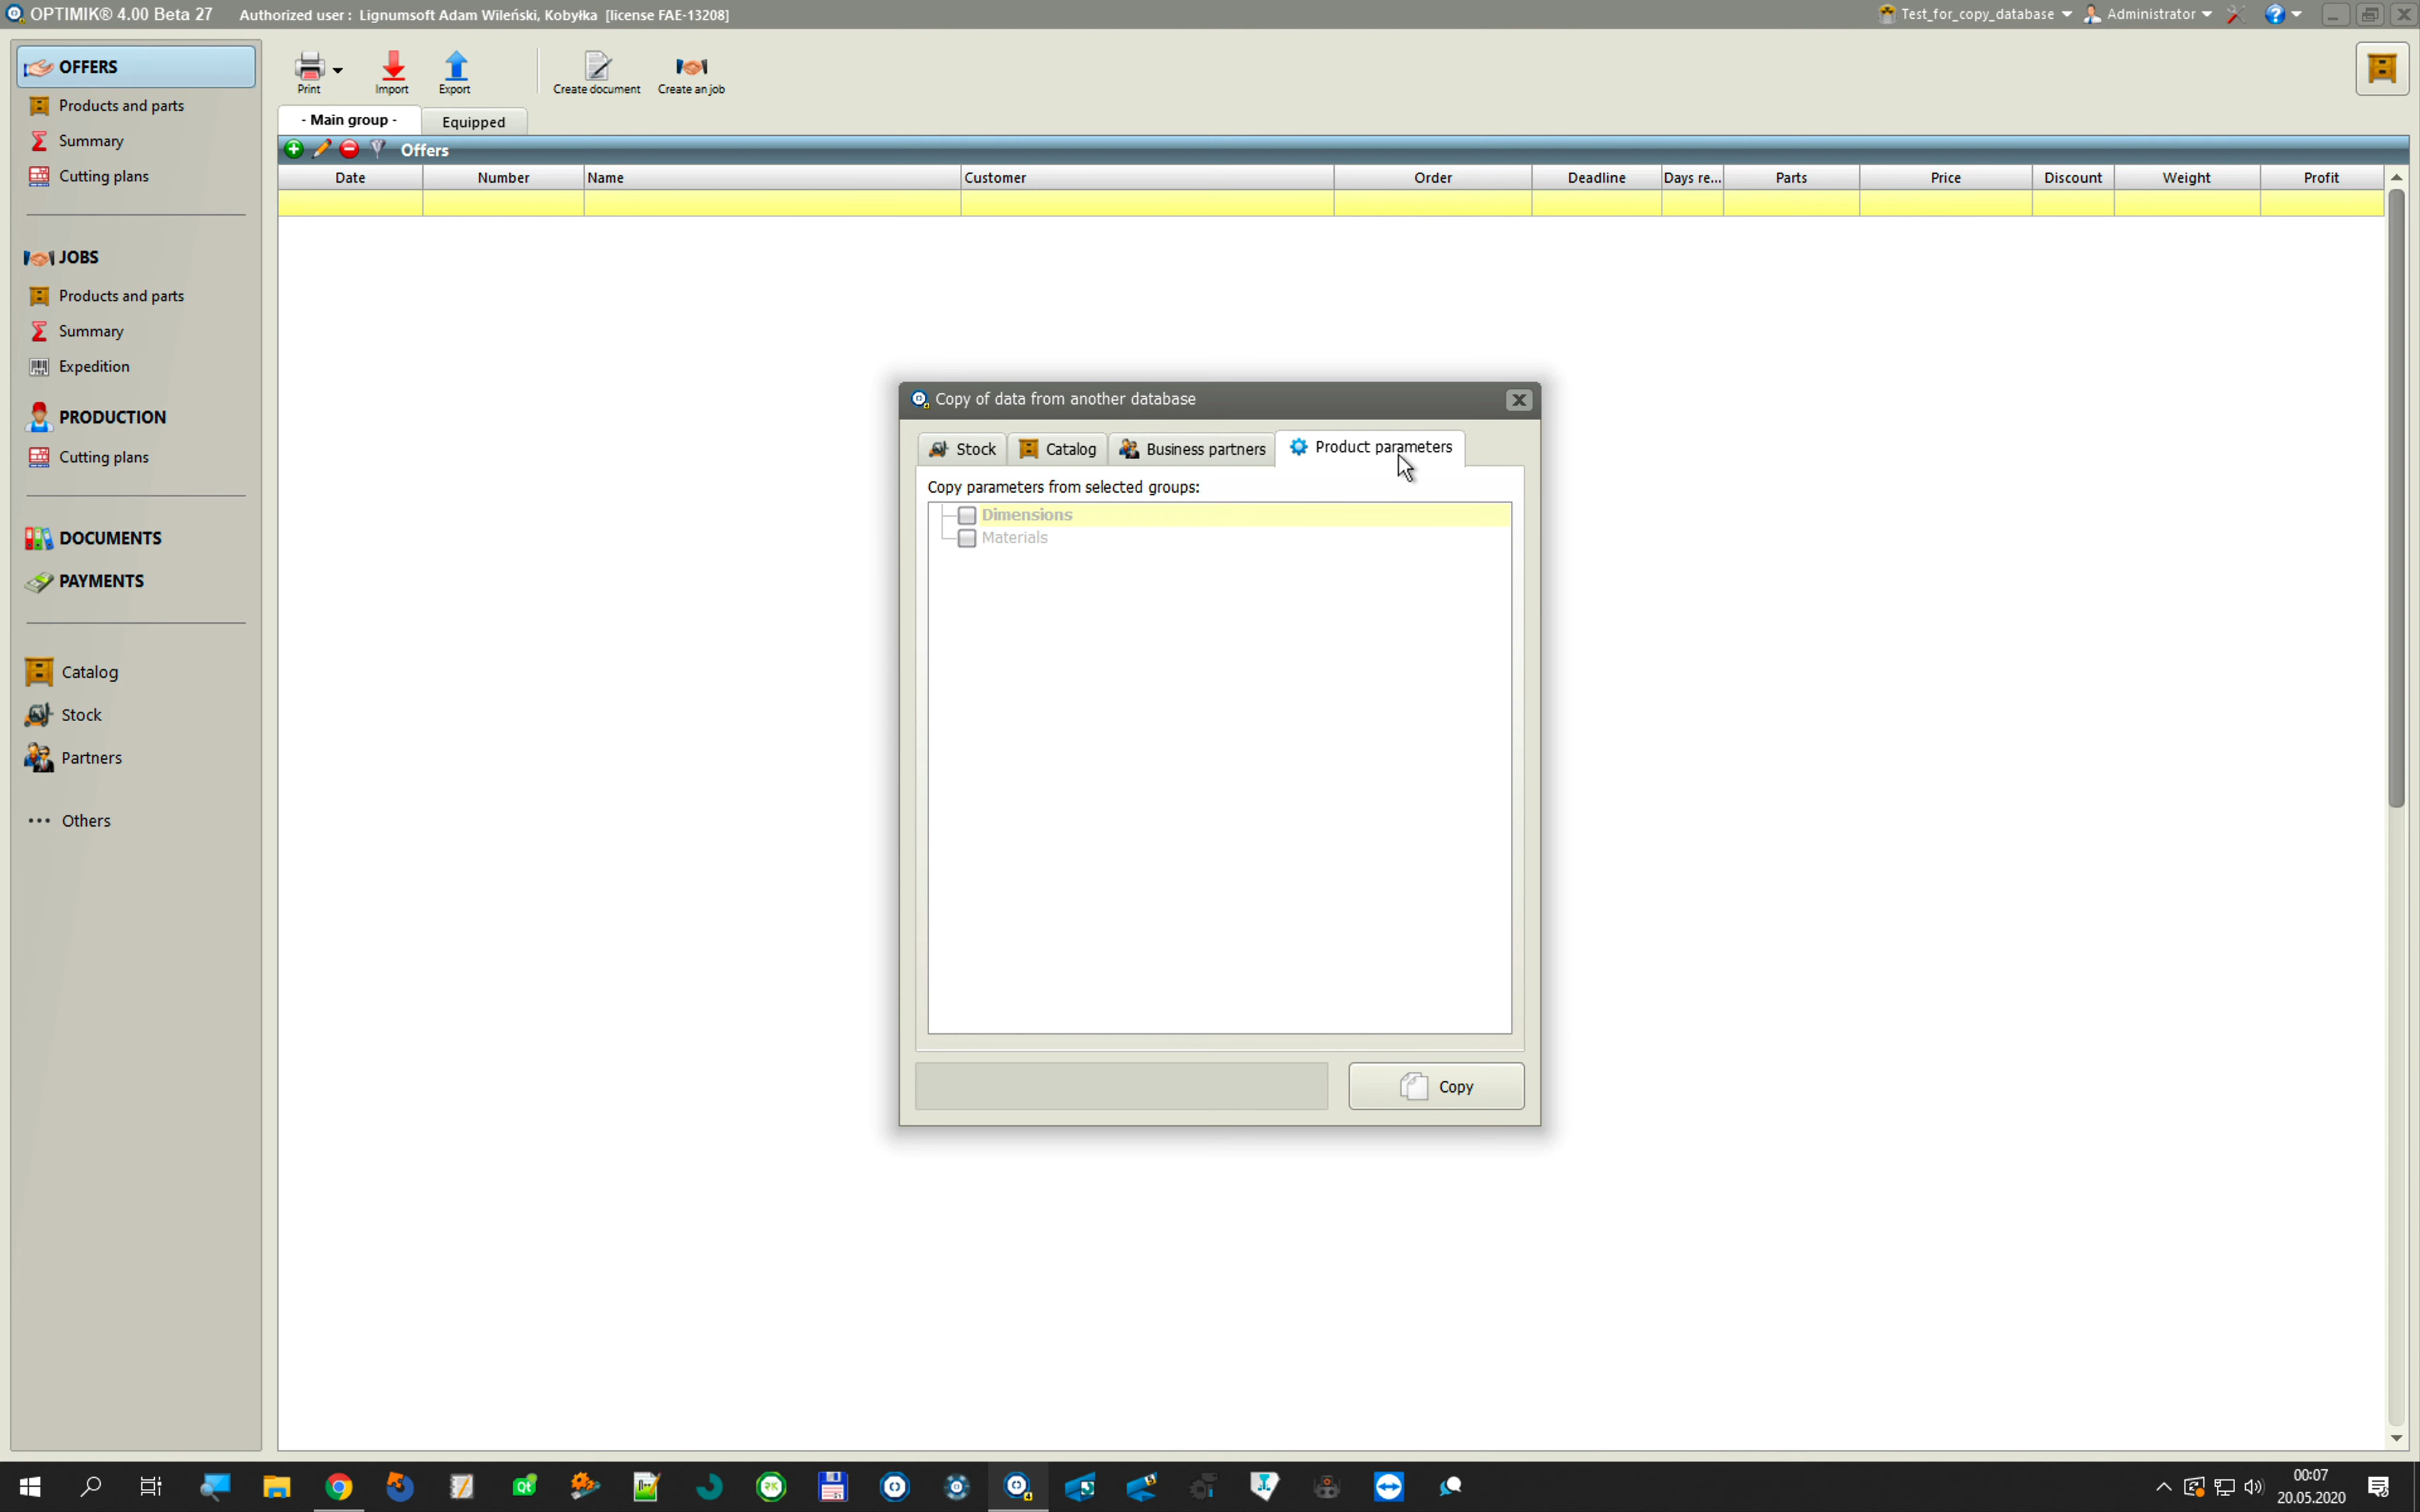 OPTIMIK® 4.00 Beta 27 Authorized user : Lignumsoft Adam Wileński, Kobyłka [license FAE-13208] Test_for_copy_database Administrator
OFFERS
Products and parts
Summary
Cutting plans
JOBS
Products and parts
Summary
Expedition
PRODUCTION
Cutting plans
DOCUMENTS
PAYMENTS
Catalog
Stock
Partners
Others
Print Import Export Create document Create an job
- Main group - Equipped
Offers
Date Number Name Customer Order Deadline Days re... Parts Price Discount Weight Profit
Copy of data from another database
Stock Catalog Business partners Product parameters
Copy parameters from selected groups:
Dimensions
Materials
Copy
00:07
20.05.2020